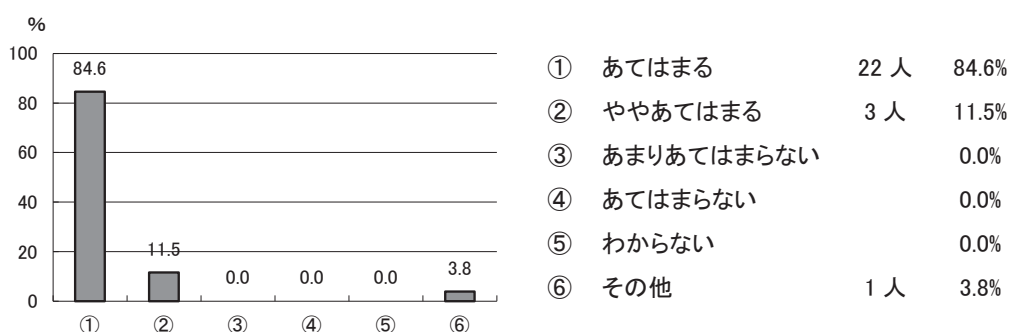 %
100
80
60
40
20
0
84.6
11.5
0.0
0.0
0.0
3.8
① ② ③ ④ ⑤ ⑥
① あてはまる 22 人 84.6%
② ややあてはまる 3 人 11.5%
③ あまりあてはまらない 0.0%
④ あてはまらない 0.0%
⑤ わからない 0.0%
⑥ その他 1 人 3.8%